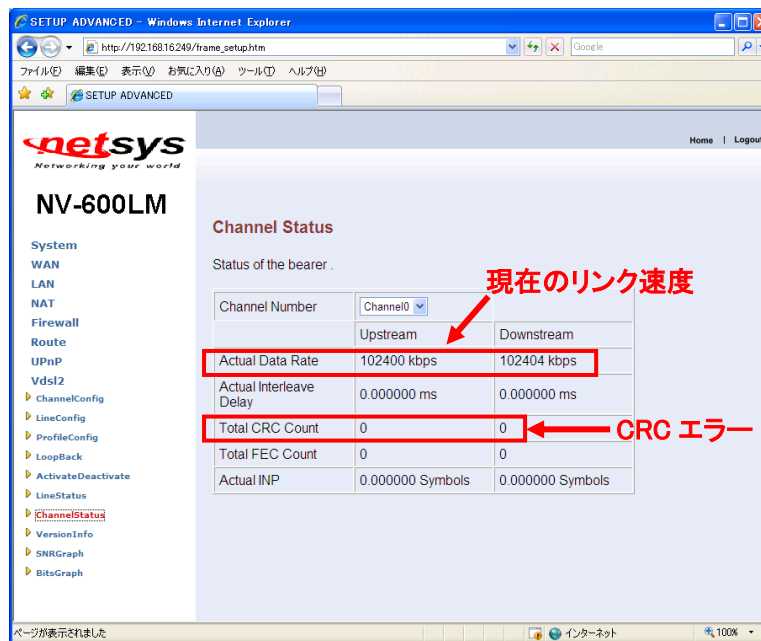 SETUP ADVANCED - Windows Internet Explorer
http://192.168.16.249/frame_setup.htm
Google
ファイル(F) 編集(E) 表示(V) お気に入り(A) ツール(T) ヘルプ(H)
SETUP ADVANCED
netsys
Networking your world
Home | Logout
NV-600LM
System
WAN
LAN
NAT
Firewall
Route
UPnP
Vdsl2
ChannelConfig
LineConfig
ProfileConfig
LoopBack
ActivateDeactivate
LineStatus
ChannelStatus
VersionInfo
SNRGraph
BitsGraph
Channel Status
Status of the bearer .
現在のリンク速度
Channel Number Channel0
Upstream Downstream
Actual Data Rate 102400 kbps 102404 kbps
Actual Interleave Delay 0.000000 ms 0.000000 ms
Total CRC Count 0 0
CRC エラー
Total FEC Count 0 0
Actual INP 0.000000 Symbols 0.000000 Symbols
ページが表示されました インターネット 100%